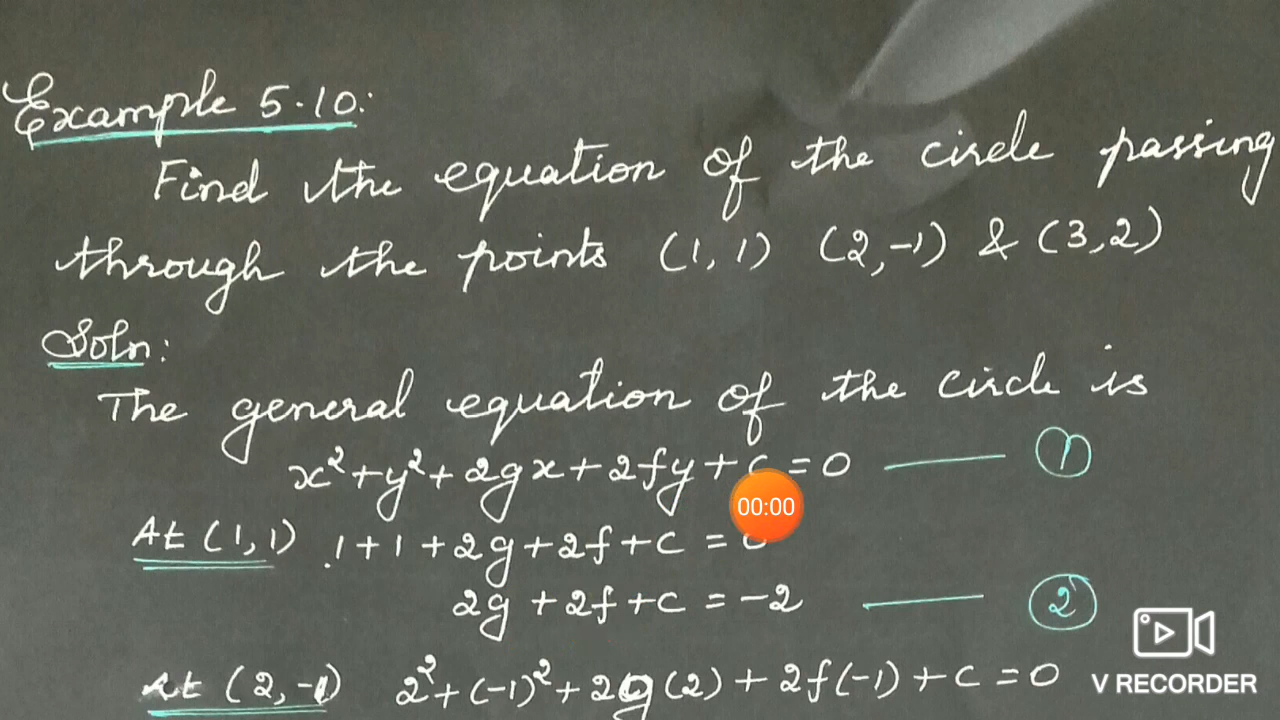 Example 5.10:
Find the equation of the circle passing
through the points (1,1) (2,-1) & (3,2)
Soln:
The general equation of the circle is
x²+y²+2gx+2fy+c=0 —— ①
00:00
At (1,1) 1+1+2g+2f+c=0
2g+2f+c=-2 —— ②
At (2,-1) 2²+(-1)²+2g(2)+2f(-1)+c=0
V RECORDER